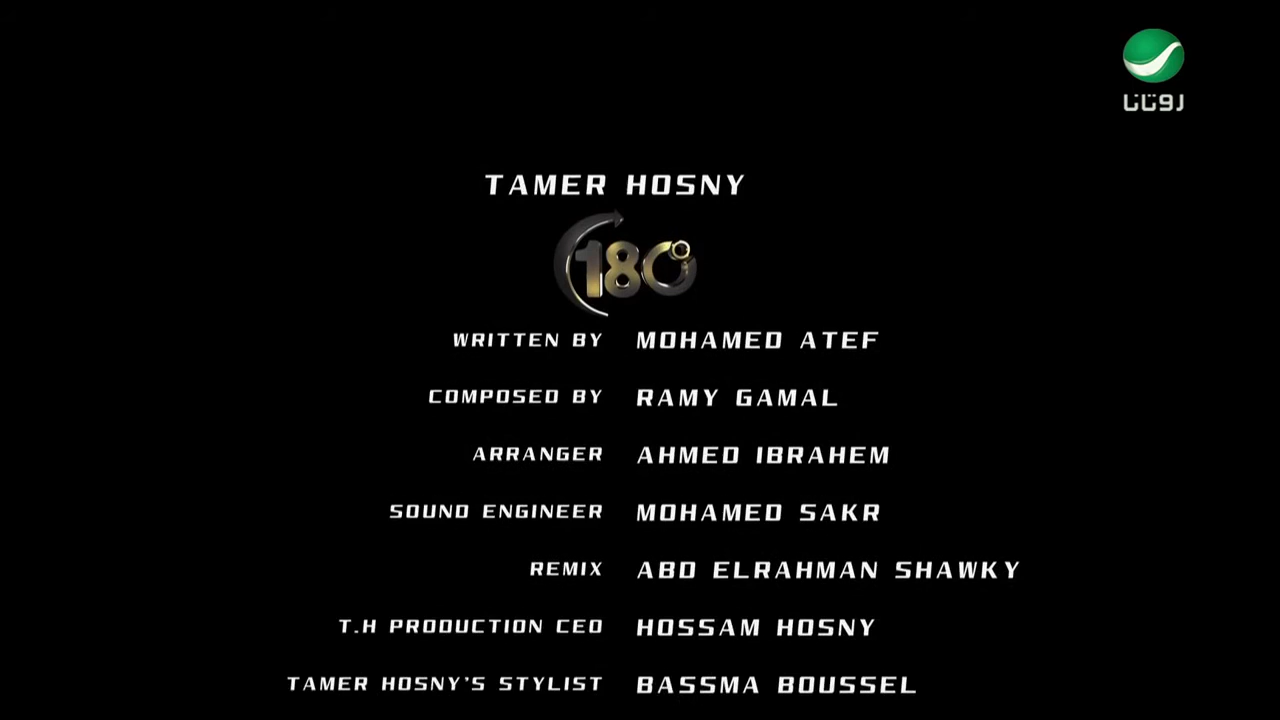 روتانا
TAMER HOSNY
180°
WRITTEN BY MOHAMED ATEF
COMPOSED BY RAMY GAMAL
ARRANGER AHMED IBRAHEM
SOUND ENGINEER MOHAMED SAKR
REMIX ABD ELRAHMAN SHAWKY
T.H PRODUCTION CEO HOSSAM HOSNY
TAMER HOSNY'S STYLIST BASSMA BOUSSEL